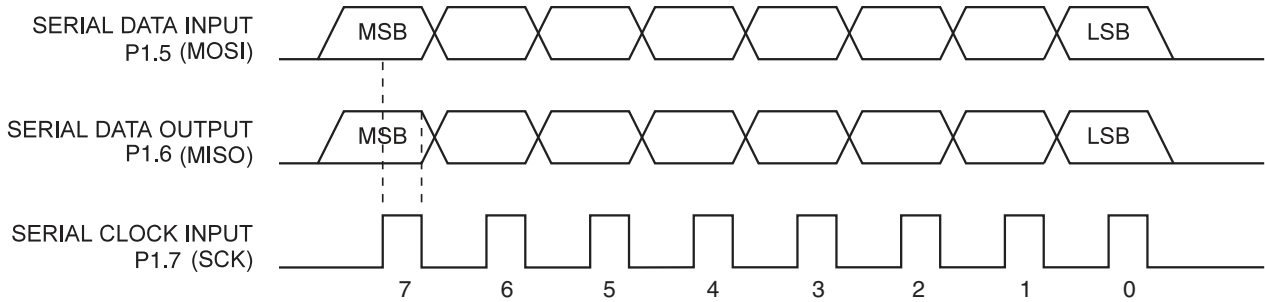 SERIAL DATA INPUT
P1.5 (MOSI)
MSB
LSB
SERIAL DATA OUTPUT
P1.6 (MISO)
MSB
LSB
SERIAL CLOCK INPUT
P1.7 (SCK)
7 6 5 4 3 2 1 0